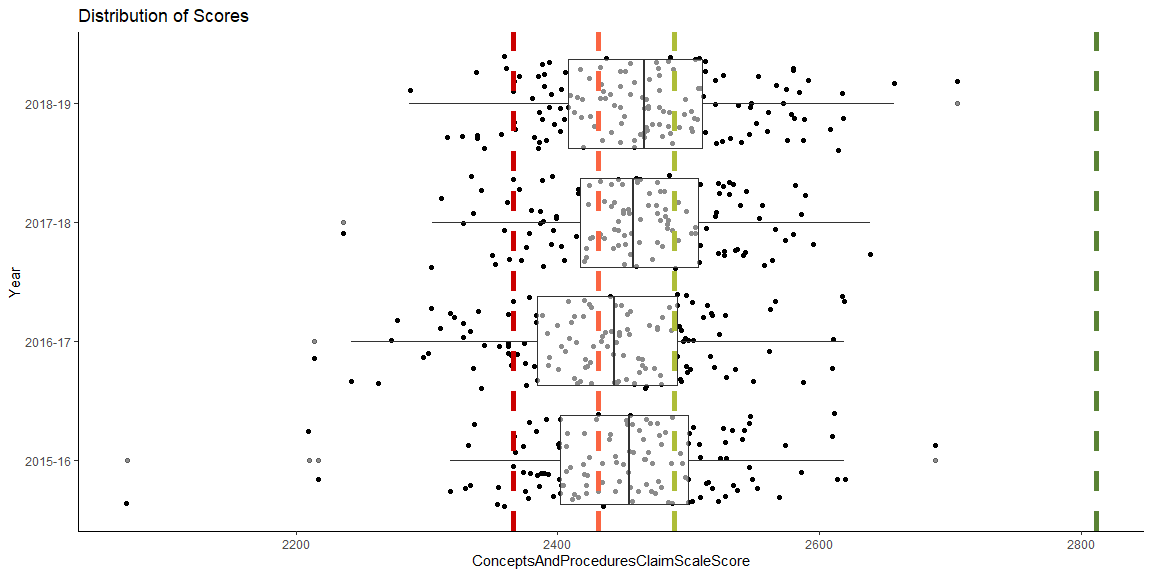 Distribution of Scores
Year
2018-19
2017-18
2016-17
2015-16
2200
2400
2600
2800
ConceptsAndProceduresClaimScaleScore